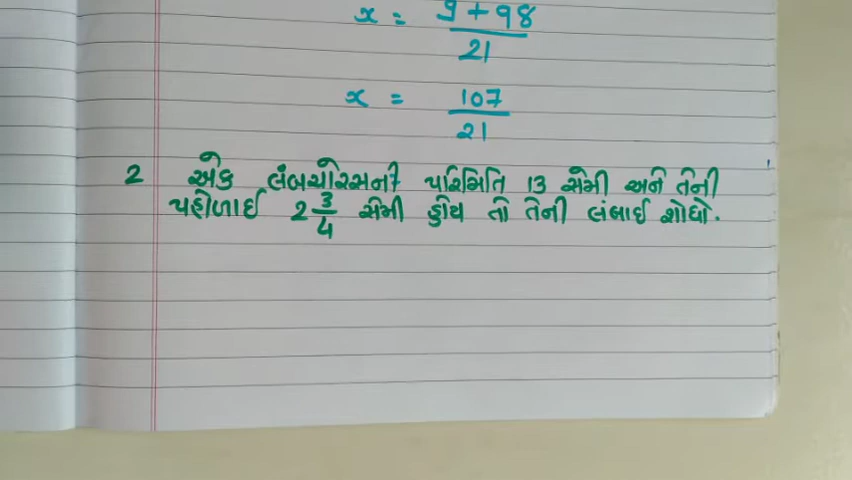 x = 9 + 98
21
x = 107
21
2 એક લંબચોરસની પરિમિતિ 13 સેમી અને તેની
પહોળાઈ 2 3/4 સેમી હોય તો તેની લંબાઈ શોધો.